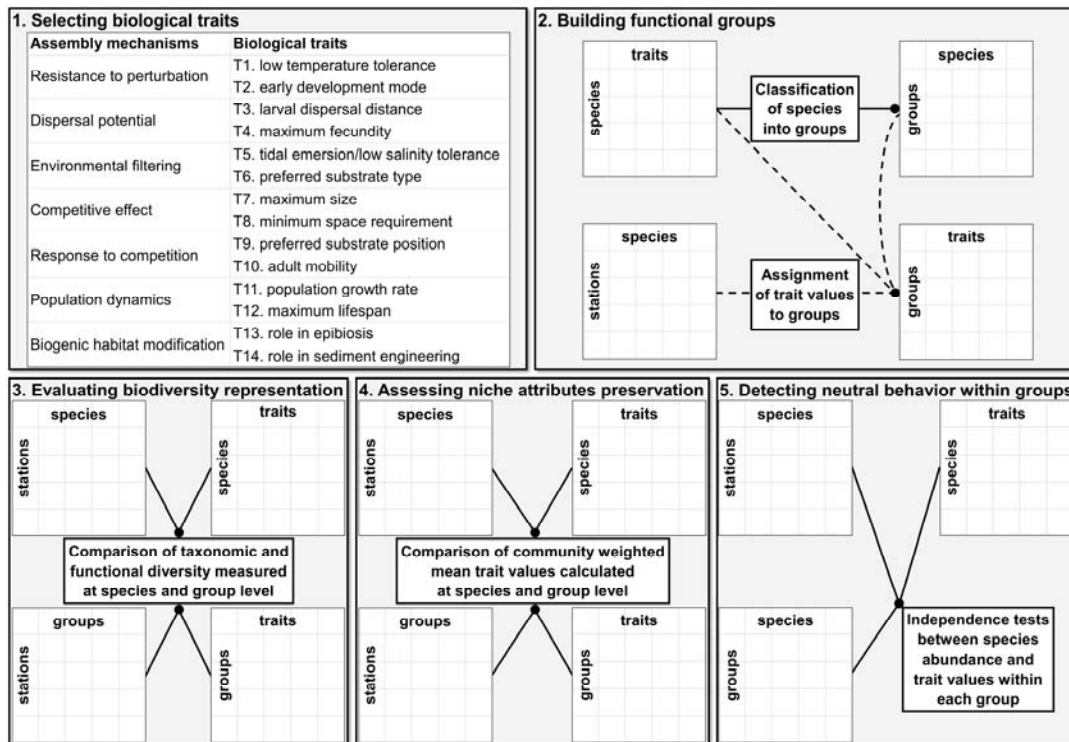 1. Selecting biological traits
Assembly mechanisms
Biological traits
Resistance to perturbation
T1. low temperature tolerance
T2. early development mode
Dispersal potential
T3. larval dispersal distance
T4. maximum fecundity
Environmental filtering
T5. tidal emersion/low salinity tolerance
T6. preferred substrate type
Competitive effect
T7. maximum size
T8. minimum space requirement
Response to competition
T9. preferred substrate position
T10. adult mobility
Population dynamics
T11. population growth rate
T12. maximum lifespan
Biogenic habitat modification
T13. role in epibiosis
T14. role in sediment engineering
2. Building functional groups
traits
species
Classification
of species
into groups
species
groups
species
stations
Assignment
of trait values
to groups
traits
groups
3. Evaluating biodiversity representation
species
stations
traits
species
Comparison of taxonomic and
functional diversity measured
at species and group level
groups
stations
traits
groups
4. Assessing niche attributes preservation
species
stations
traits
species
Comparison of community weighted
mean trait values calculated
at species and group level
groups
stations
traits
groups
5. Detecting neutral behavior within groups
species
stations
traits
species
species
groups
Independence tests
between species
abundance and
trait values within
each group